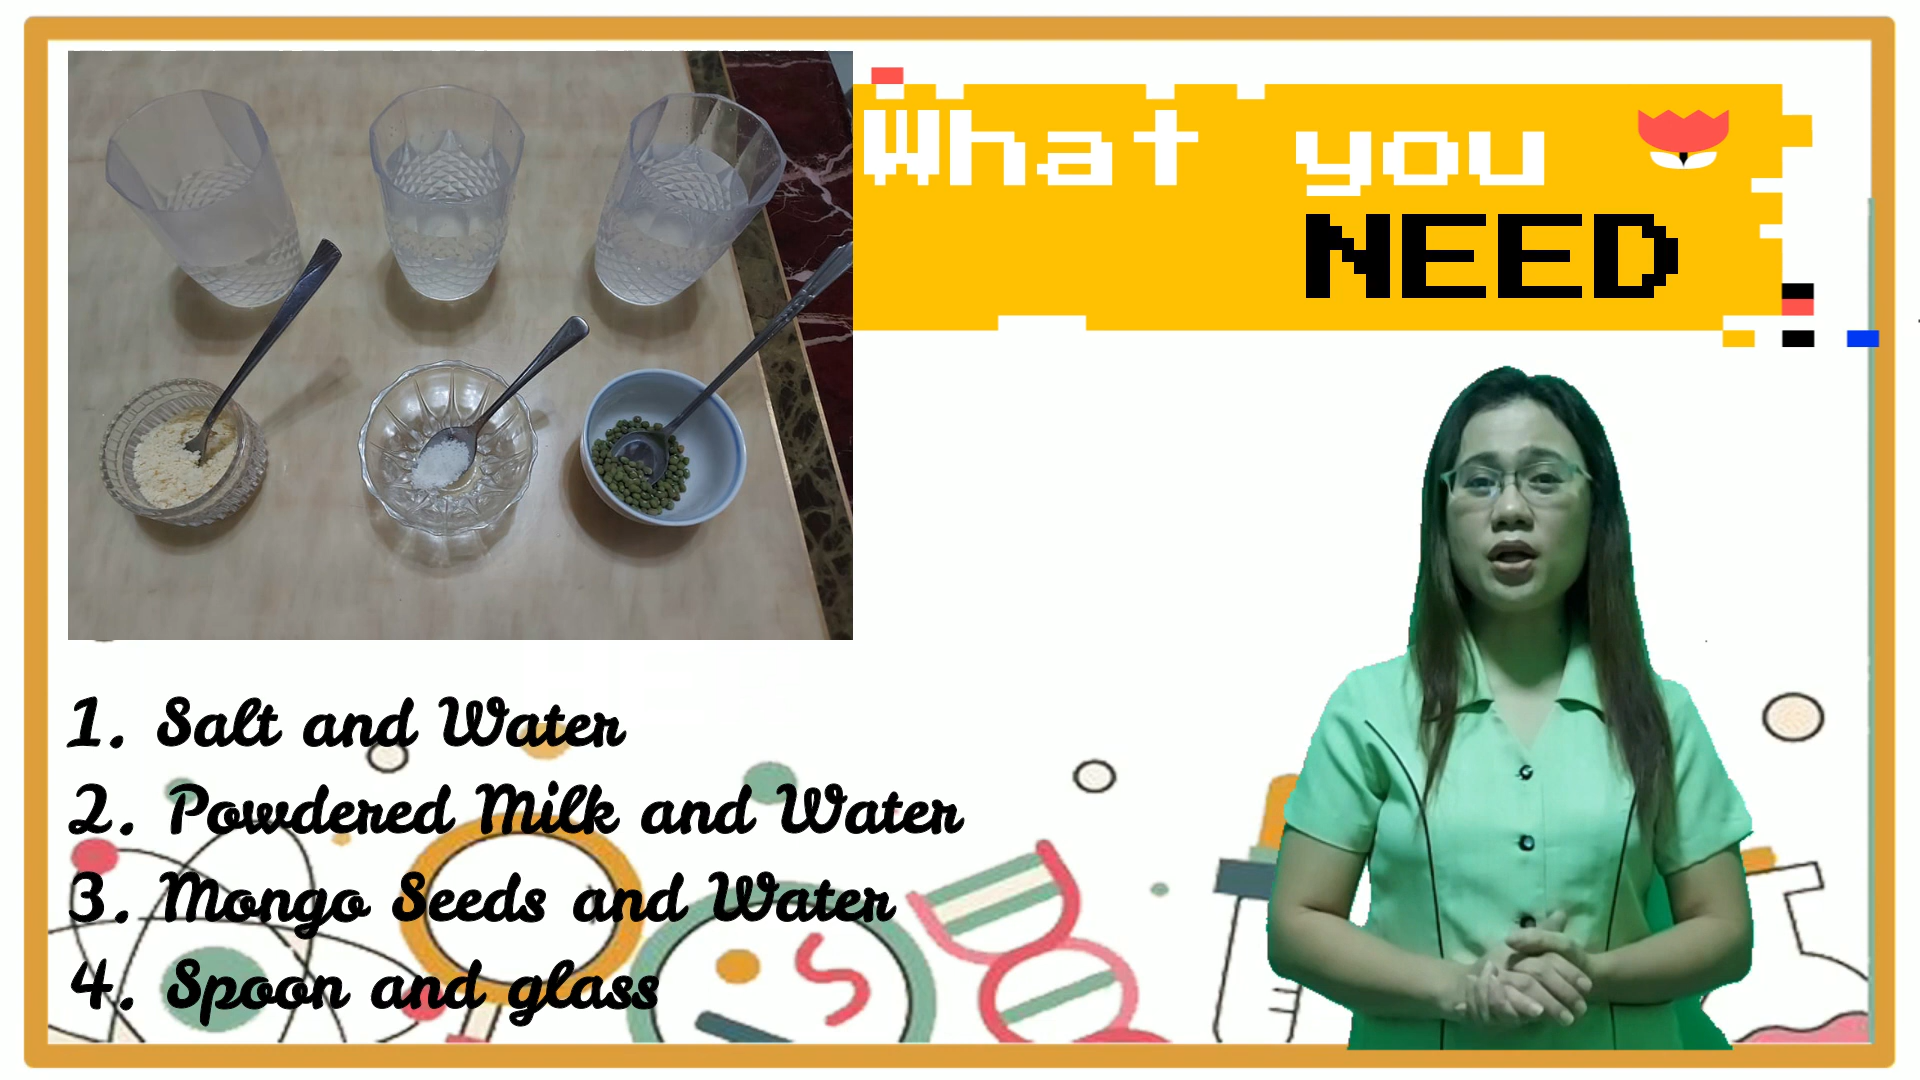 What you
NEED
1. Salt and Water
2. Powdered Milk and Water
3. Mongo Seeds and Water
4. Spoon and glass